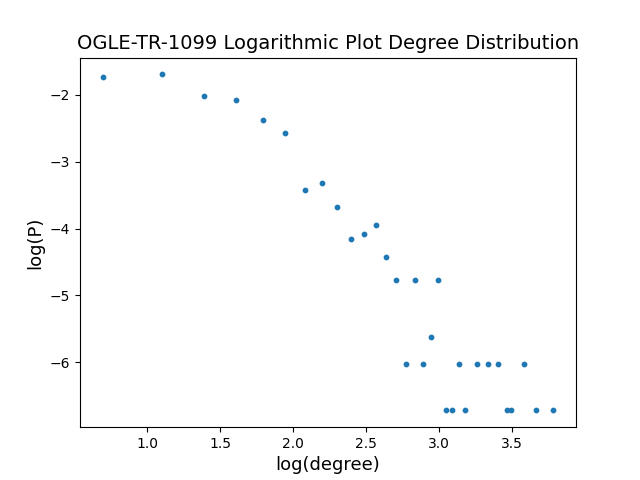 OGLE-TR-1099 Logarithmic Plot Degree Distribution
log(P)
−2
−3
−4
−5
−6
1.0 1.5 2.0 2.5 3.0 3.5
log(degree)